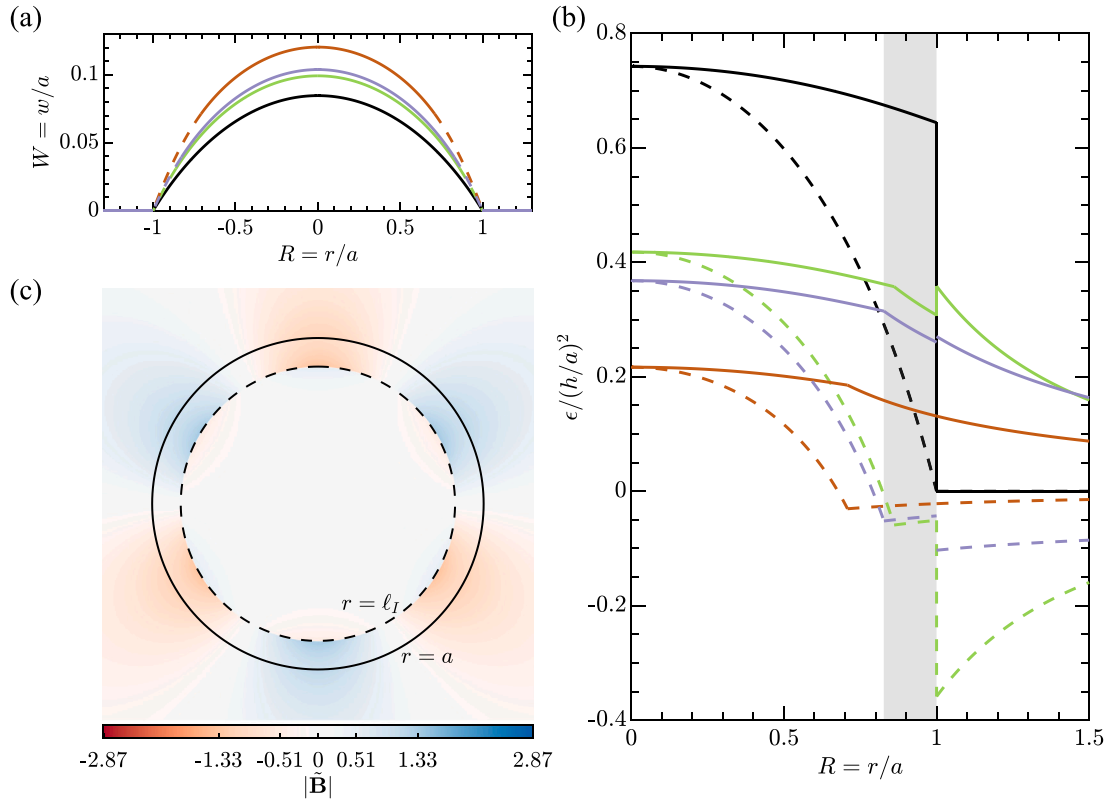 (a)
0.1
0.05
0
W = w/a
-1
-0.5
0
0.5
1
R = r/a
(b)
0.8
0.6
0.4
0.2
0
-0.2
-0.4
ϵ/(h/a)²
0
0.5
1
1.5
R = r/a
(c)
r = ℓ_I
r = a
-2.87
-1.33
-0.51
0
0.51
1.33
2.87
|B̃|